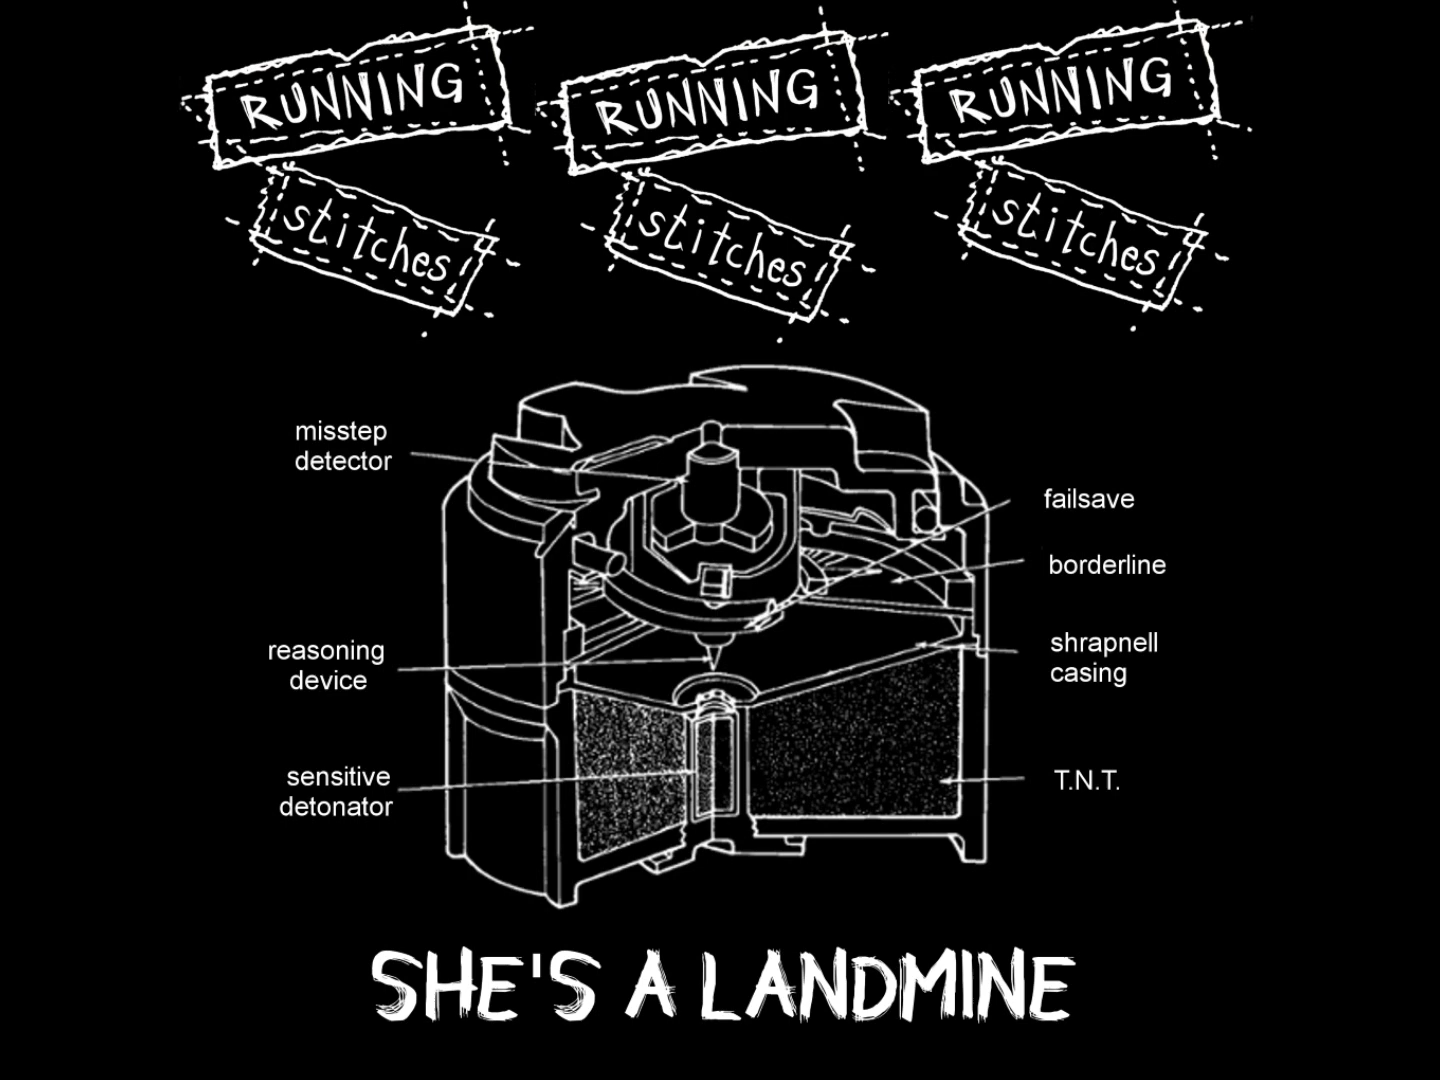 RUNNING RUNNING RUNNING
stitches stitches stitches
misstep
detector
failsave
borderline
reasoning
device
shrapnell
casing
sensitive
detonator
T.N.T.
SHE'S A LANDMINE